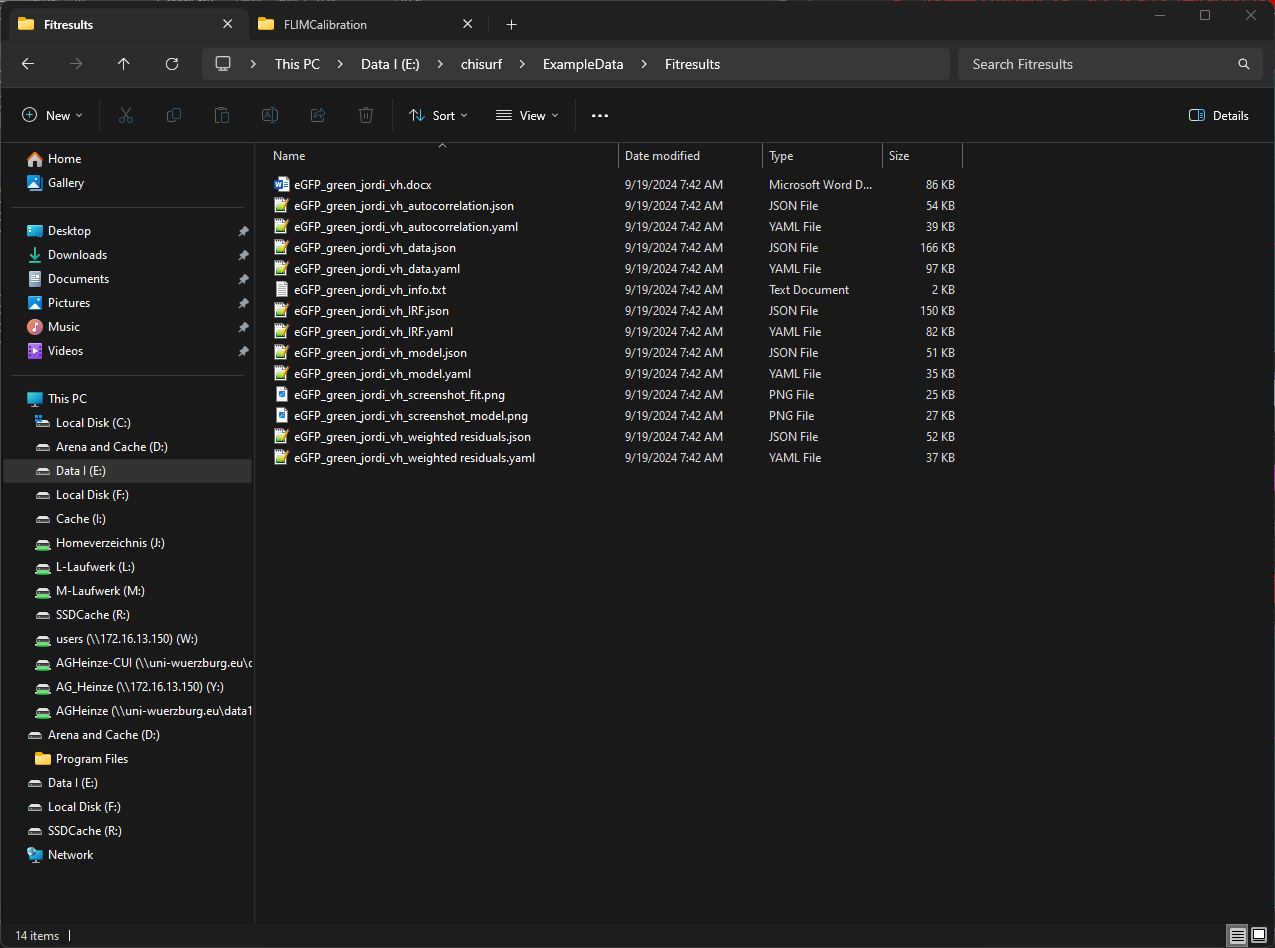 Fitresults
FLIMCalibration
This PC > Data I (E:) > chisurf > ExampleData > Fitresults
Search Fitresults
New
Sort
View
Details
Home
Gallery
Desktop
Downloads
Documents
Pictures
Music
Videos
This PC
Local Disk (C:)
Arena and Cache (D:)
Data I (E:)
Local Disk (F:)
Cache (I:)
Homeverzeichnis (J:)
L-Laufwerk (L:)
M-Laufwerk (M:)
SSDCache (R:)
users (\\172.16.13.150) (W:)
AGHeinze-CUI (\\uni-wuerzburg.eu\c
AG_Heinze (\\172.16.13.150) (Y:)
AGHeinze (\\uni-wuerzburg.eu\data1
Arena and Cache (D:)
Program Files
Data I (E:)
Local Disk (F:)
SSDCache (R:)
Network
Name Date modified Type Size
eGFP_green_jordi_vh.docx 9/19/2024 7:42 AM Microsoft Word D... 86 KB
eGFP_green_jordi_vh_autocorrelation.json 9/19/2024 7:42 AM JSON File 54 KB
eGFP_green_jordi_vh_autocorrelation.yaml 9/19/2024 7:42 AM YAML File 39 KB
eGFP_green_jordi_vh_data.json 9/19/2024 7:42 AM JSON File 166 KB
eGFP_green_jordi_vh_data.yaml 9/19/2024 7:42 AM YAML File 97 KB
eGFP_green_jordi_vh_info.txt 9/19/2024 7:42 AM Text Document 2 KB
eGFP_green_jordi_vh_IRF.json 9/19/2024 7:42 AM JSON File 150 KB
eGFP_green_jordi_vh_IRF.yaml 9/19/2024 7:42 AM YAML File 82 KB
eGFP_green_jordi_vh_model.json 9/19/2024 7:42 AM JSON File 51 KB
eGFP_green_jordi_vh_model.yaml 9/19/2024 7:42 AM YAML File 35 KB
eGFP_green_jordi_vh_screenshot_fit.png 9/19/2024 7:42 AM PNG File 25 KB
eGFP_green_jordi_vh_screenshot_model.png 9/19/2024 7:42 AM PNG File 27 KB
eGFP_green_jordi_vh_weighted residuals.json 9/19/2024 7:42 AM JSON File 52 KB
eGFP_green_jordi_vh_weighted residuals.yaml 9/19/2024 7:42 AM YAML File 37 KB
14 items